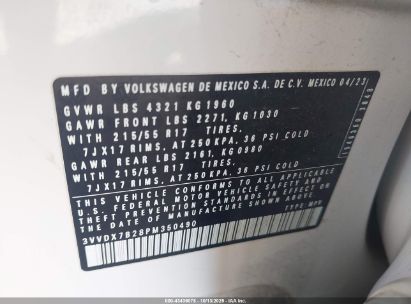 MFD BY VOLKSWAGEN DE MEXICO S.A. DE C.V. MEXICO 04/23
GVWR LBS 4321 KG 1960
GAWR FRONT LBS 2271, KG 1030
WITH 215/55 R17 TIRES,
7JX17 RIMS, AT 250 KPA, 36 PSI COLD
GAWR REAR LBS 2161, KG 0980
WITH 215/55 R17 TIRES,
7JX17 RIMS, AT 250 KPA, 36 PSI COLD
THIS VEHICLE CONFORMS TO ALL APPLICABLE
U.S. FEDERAL MOTOR VEHICLE SAFETY AND
THEFT PREVENTION STANDARDS IN EFFECT ON
THE DATE OF MANUFACTURE SHOWN ABOVE.
3VVDX7B28PM350490 TYPE: MPV